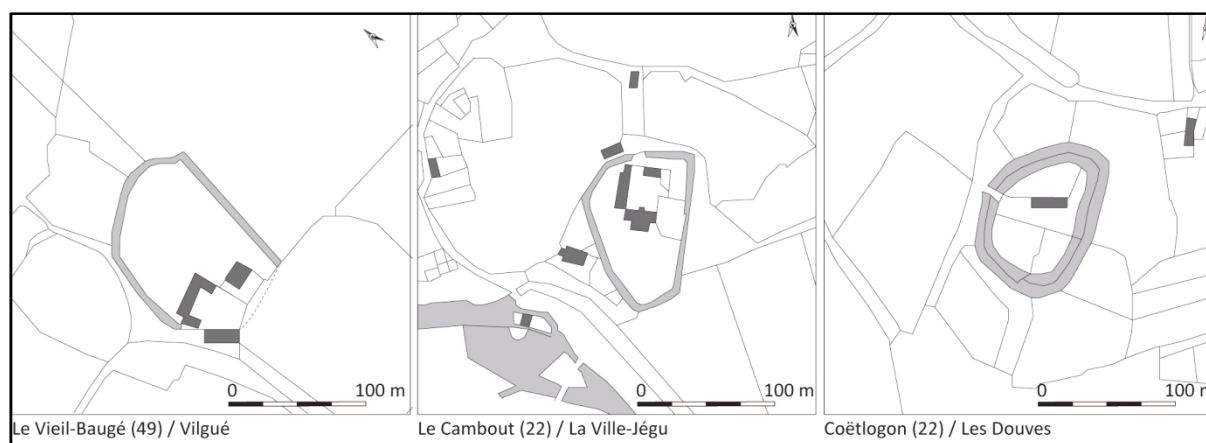 0 100 m
0 100 m
0 100 m
Le Vieil-Baugé (49) / Vilgué
Le Cambout (22) / La Ville-Jégu
Coëtlogon (22) / Les Douves